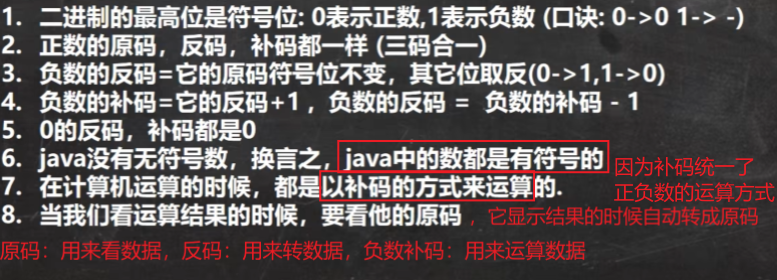 1. 二进制的最高位是符号位: 0表示正数,1表示负数 (口诀: 0->0 1-> -)
2. 正数的原码，反码，补码都一样 (三码合一)
3. 负数的反码=它的原码符号位不变，其它位取反(0->1,1->0)
4. 负数的补码=它的反码+1 ，负数的反码 = 负数的补码 - 1
5. 0的反码，补码都是0
6. java没有无符号数，换言之，java中的数都是有符号的
因为补码统一了
7. 在计算机运算的时候，都是以补码的方式来运算的.
正负数的运算方式
8. 当我们看运算结果的时候，要看他的原码 ，它显示结果的时候自动转成原码
原码：用来看数据，反码：用来转数据，负数补码：用来运算数据